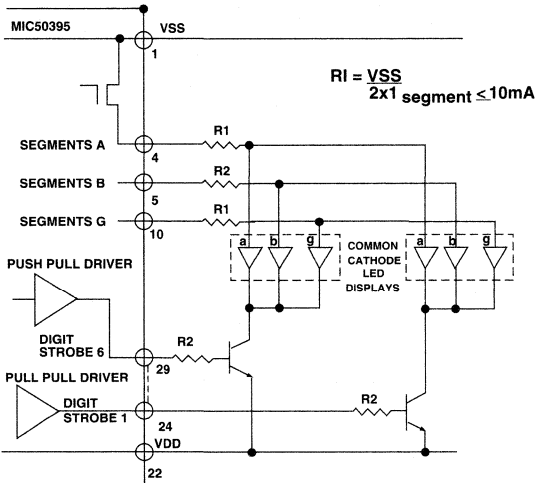 MIC50395
VSS
1
RI = VSS
2x1 segment ≤10mA
R1
SEGMENTS A
4
R2
SEGMENTS B
5
R1
SEGMENTS G
10
a b g
COMMON
CATHODE
LED
DISPLAYS
a b g
PUSH PULL DRIVER
DIGIT
STROBE 6
29
R2
PULL PULL DRIVER
DIGIT
STROBE 1
24
R2
VDD
22